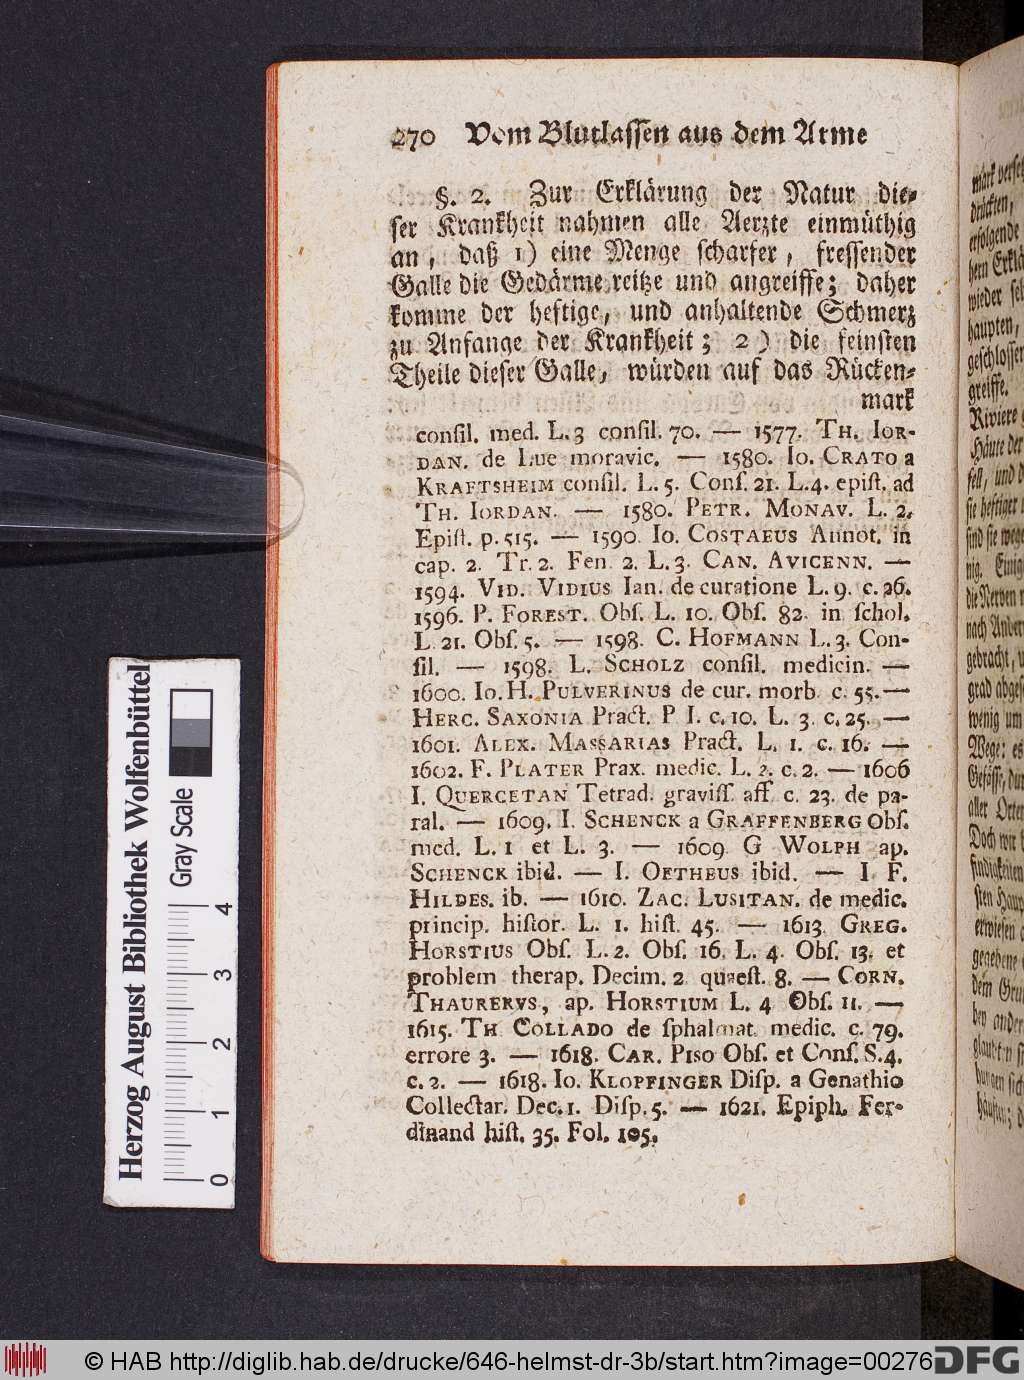 270 Vom Blutlassen aus dem Arme
§. 2. Zur Erklärung der Natur die-
ser Krankheit nahmen alle Aerzte einmüthig
an, daß 1) eine Menge scharfer, fressender
Galle die Gedärme reitze und angreiffe; daher
komme der heftige, und anhaltende Schmerz
zu Anfange der Krankheit; 2) die feinsten
Theile dieser Galle, würden auf das Rücken-
mark
consil. med. L. 3 consil. 70. — 1577. TH. IOR-
DAN. de Lue moravic. — 1580. Io. CRATO a
KRAFTSHEIM consil. L. 5. Cons. 21. L. 4. epist. ad
TH. IORDAN. — 1580. PETR. MONAV. L. 2.
Epist. p. 515. — 1590. Io. COSTAEUS Annot. in
cap. 2. Tr. 2. Fen. 2. L. 3. CAN. AVICENN. —
1594. VID. VIDIUS Ian. de curatione L. 9. c. 26.
1596. P. FOREST. Obs. L. 10. Obs. 82. in schol.
L 21. Obs. 5. — 1598. C. HOFMANN L. 3. Con-
sil. — 1598. L. SCHOLZ consil. medicin. —
1600. Io. H. PULVERINUS de cur. morb. c. 55. —
HERC. SAXONIA Pract. P I. c. 10. L. 3. c. 25. —
1601. ALEX. MASSARIAS Pract. L. 1. c. 16. —
1602. F. PLATER Prax. medic. L. 2. c. 2. — 1606
I. QUERCETAN Tetrad. graviss. aff c. 23. de pa-
ral. — 1609. I. SCHENCK a GRAFFENBERG Obs.
med. L. 1 et L. 3. — 1609 G WOLPH ap.
SCHENCK ibid. — I. OETHEUS ibid. — I F.
HILDES. ib. — 1610. ZAC. LUSITAN. de medic.
princip. histor. L. 1. hist. 45. — 1613. GREG.
HORSTIUS Obs. L. 2. Obs. 16. L. 4. Obs. 13. et
problem therap. Decim. 2. quaest. 8. — CORN.
THAURERVS, ap. HORSTIUM L. 4 Obs. 11. —
1615. TH COLLADO de sphalmat. medic. c. 79.
errore 3. — 1618. CAR. PISO Obs. et Cons. S. 4.
c. 2. — 1618. Io. KLOPFINGER Disp. a Genathio
Collectar. Dec. 1. Disp. 5. — 1621. Epiph. Fer-
dinand hist. 35. Fol. 105.
Herzog August Bibliothek Wolfenbüttel
Gray Scale
0 1 2 3 4
© HAB http://diglib.hab.de/drucke/646-helmst-dr-3b/start.htm?image=00276
DFG